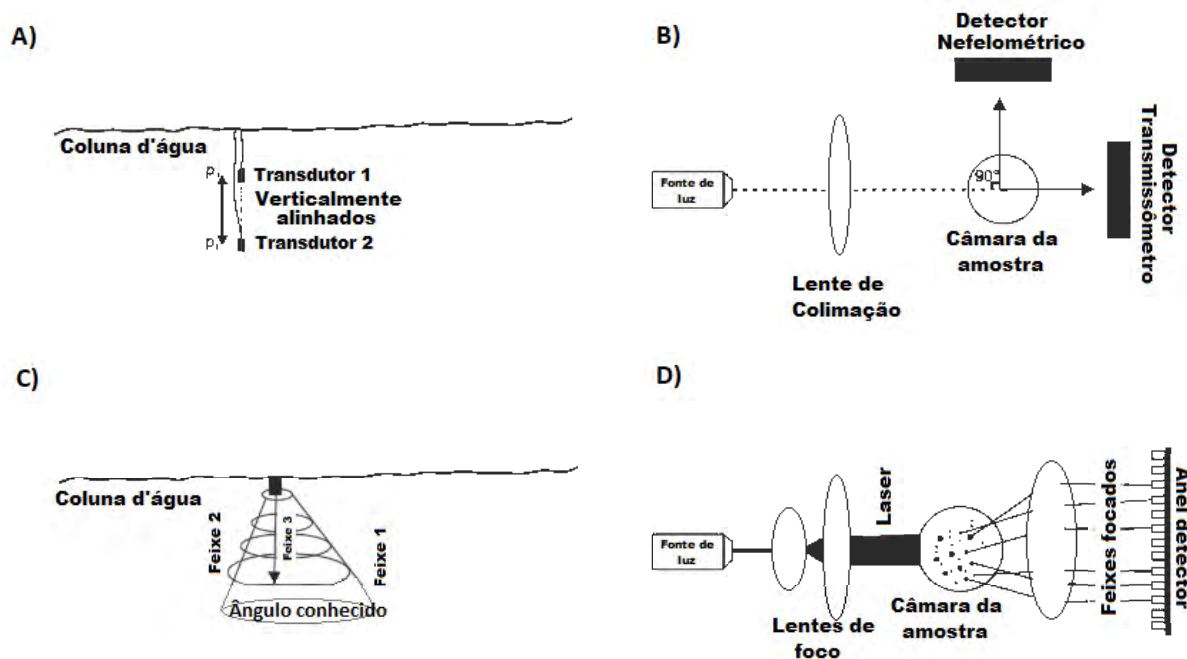 A)
Coluna d'água
p
Transdutor 1
Verticalmente
alinhados
p
Transdutor 2
B)
Detector
Nefelométrico
Fonte de
luz
90°
Detector
Transmissômetro
Câmara da
amostra
Lente de
Colimação
C)
Coluna d'água
Feixe 2
Feixe 3
Feixe 1
Ângulo conhecido
D)
Fonte de
luz
Laser
Feixes focados
Anel detector
Câmara da
amostra
Lentes de
foco